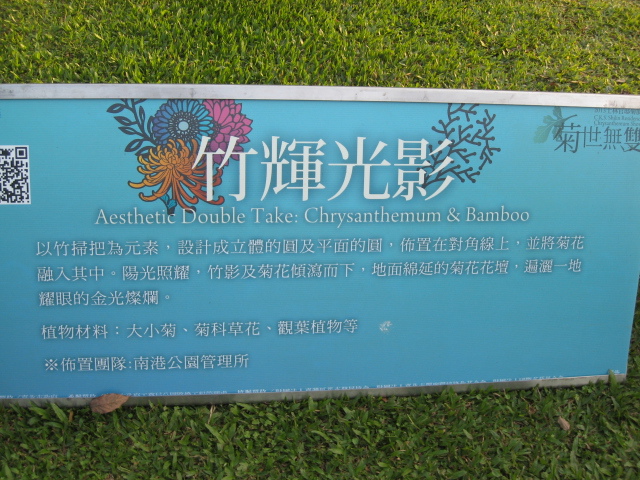 菊世無雙
竹輝光影
Aesthetic Double Take: Chrysanthemum & Bamboo
以竹掃把為元素，設計成立體的圓及平面的圓，佈置在對角線上，並將菊花
融入其中。陽光照耀，竹影及菊花傾瀉而下，地面綿延的菊花花壇，遍灑一地
耀眼的金光燦爛。
植物材料：大小菊、菊科草花、觀葉植物等
※佈置團隊:南港公園管理所